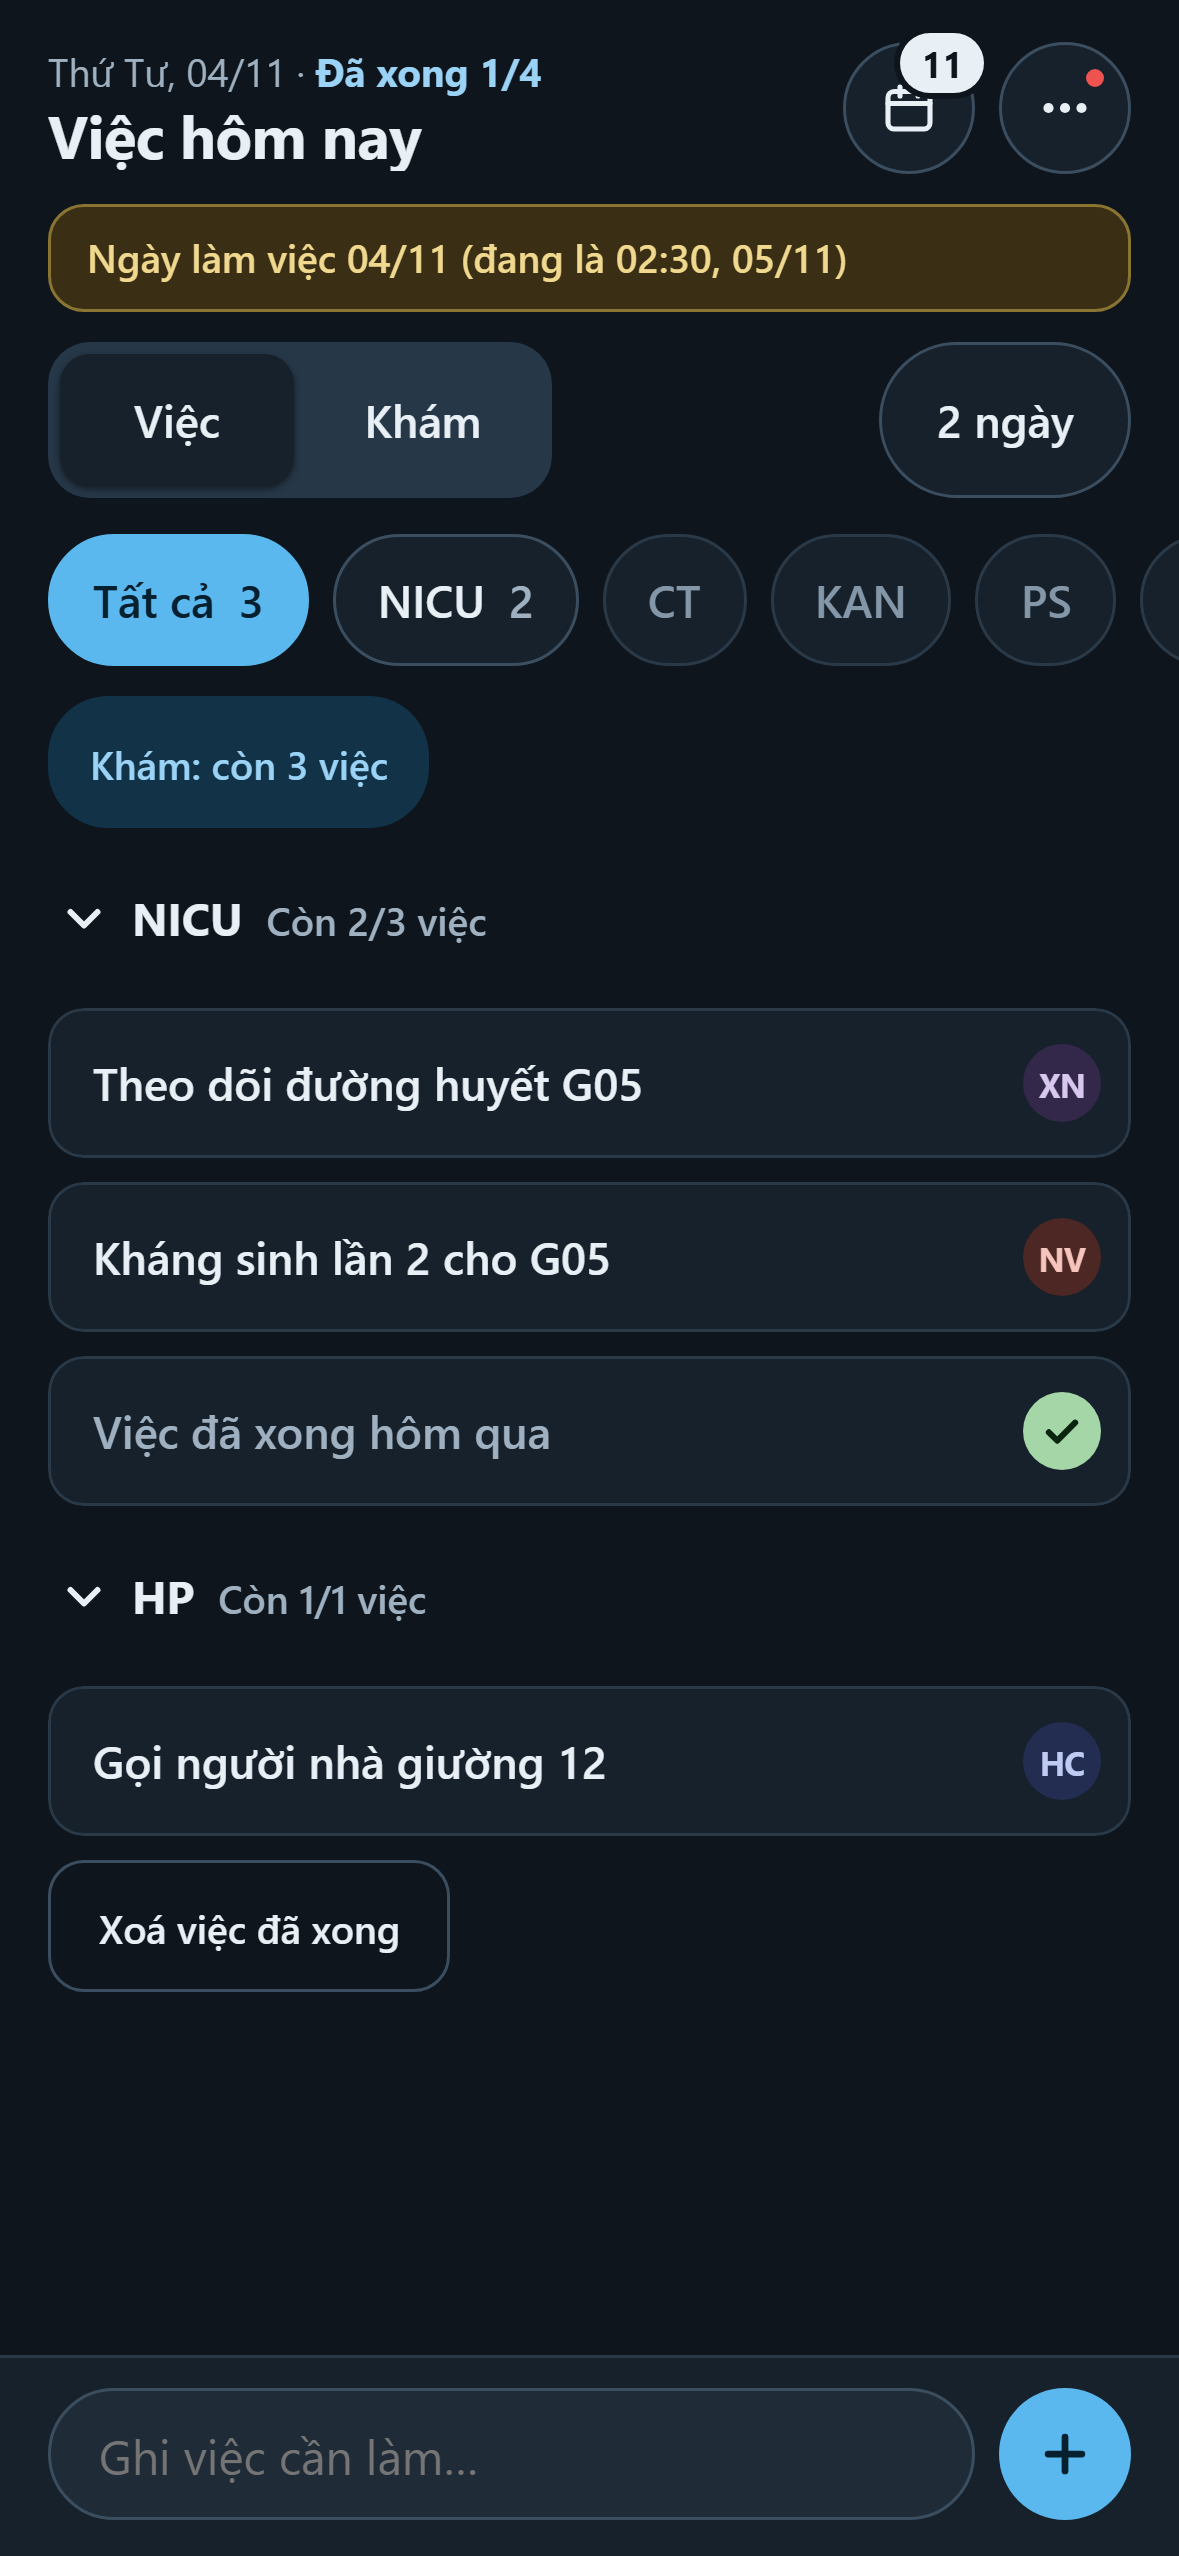 Thứ Tư, 04/11 · Đã xong 1/4
Việc hôm nay
11
Ngày làm việc 04/11 (đang là 02:30, 05/11)
Việc Khám
2 ngày
Tất cả 3
NICU 2
CT
KAN
PS
Khám: còn 3 việc
NICU Còn 2/3 việc
Theo dõi đường huyết G05
XN
Kháng sinh lần 2 cho G05
NV
Việc đã xong hôm qua
HP Còn 1/1 việc
Gọi người nhà giường 12
HC
Xoá việc đã xong
Ghi việc cần làm...